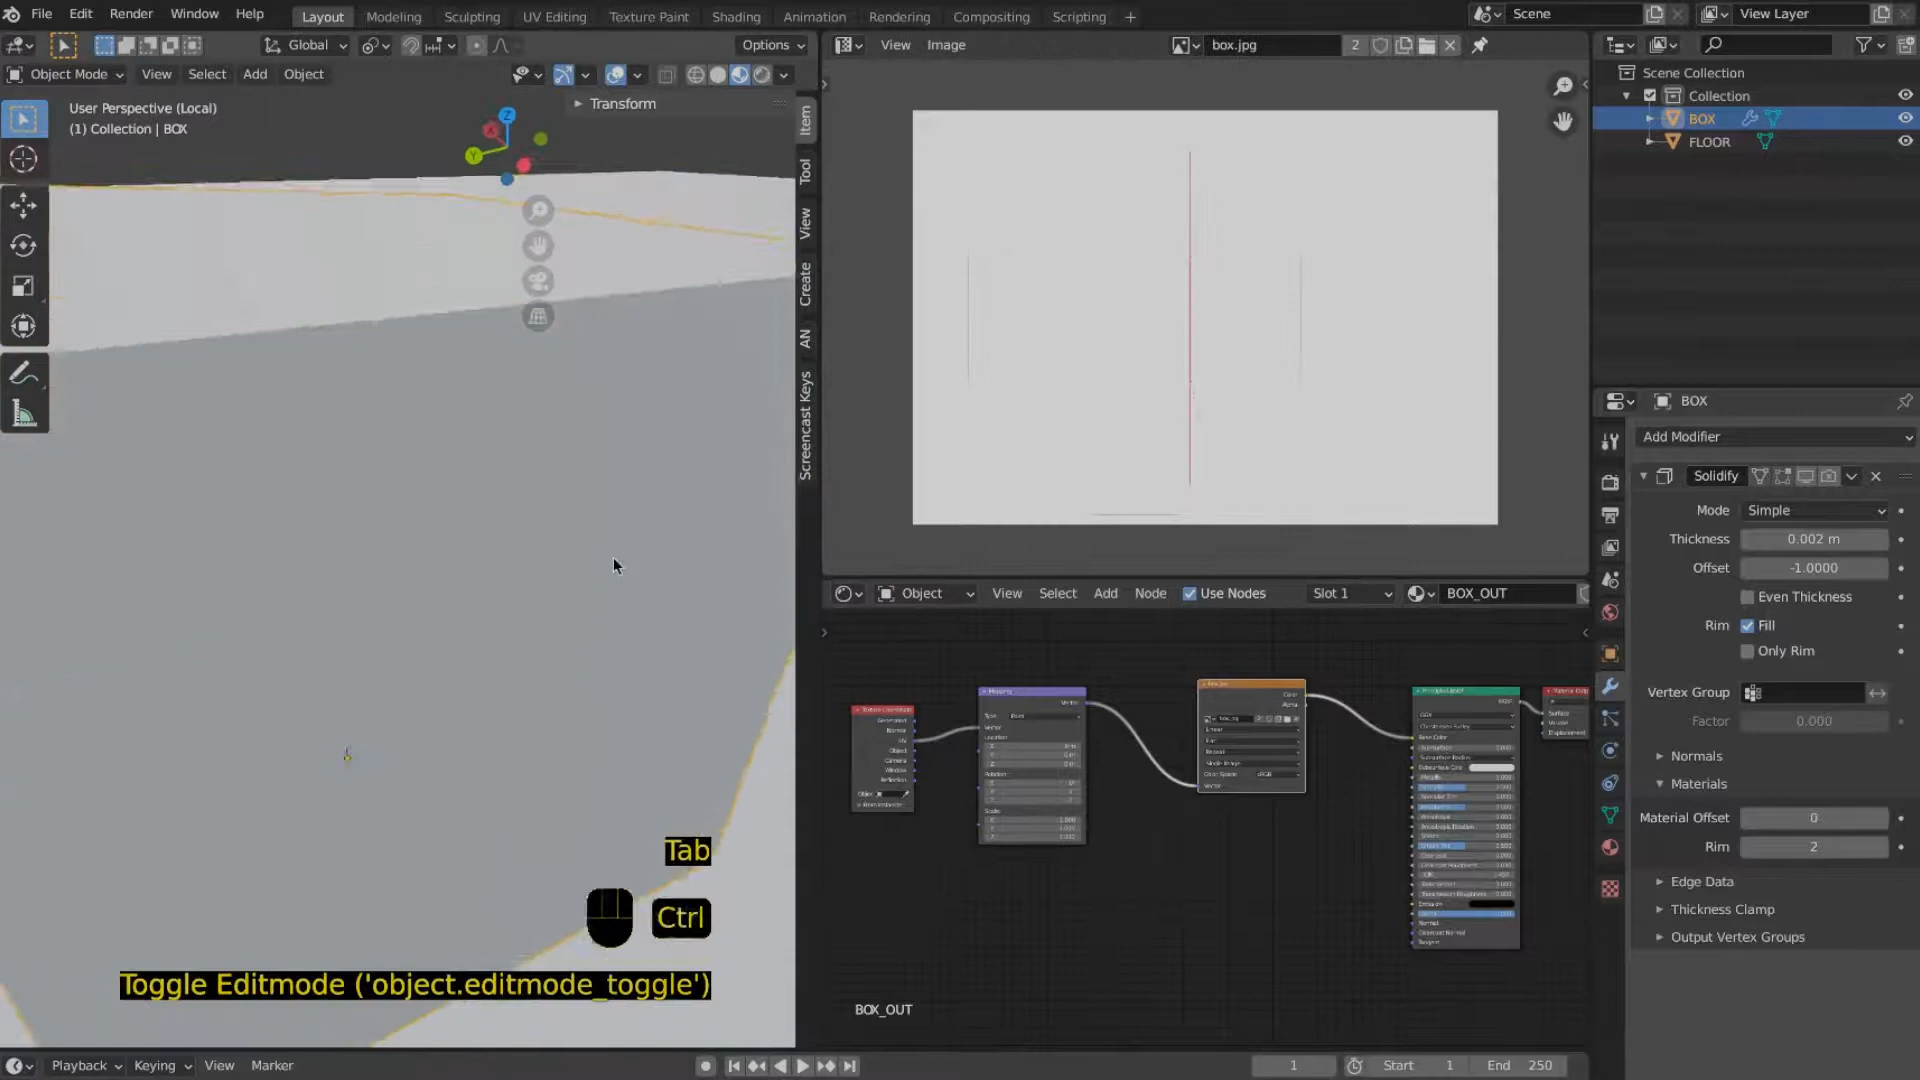 File Edit Render Window Help
Layout Modeling Sculpting UV Editing Texture Paint Shading Animation Rendering Compositing Scripting +
Scene
View Layer
Global
Options
Object Mode View Select Add Object
User Perspective (Local)
(1) Collection | BOX
Transform
Z
X
Y
Item
Tool
View
Create
AN
Screencast Keys
Tab
Ctrl
Toggle Editmode ('object.editmode_toggle')
View Image
box.jpg
2
Object View Select Add Node Use Nodes Slot 1 BOX_OUT
Mapping
BOX_OUT
Scene Collection
Collection
BOX
FLOOR
BOX
Add Modifier
Solidify
Mode Simple
Thickness 0.002 m
Offset -1.0000
Even Thickness
Rim Fill
Only Rim
Vertex Group
Factor 0.000
Normals
Materials
Material Offset 0
Rim 2
Edge Data
Thickness Clamp
Output Vertex Groups
Playback Keying View Marker
1
Start 1
End 250